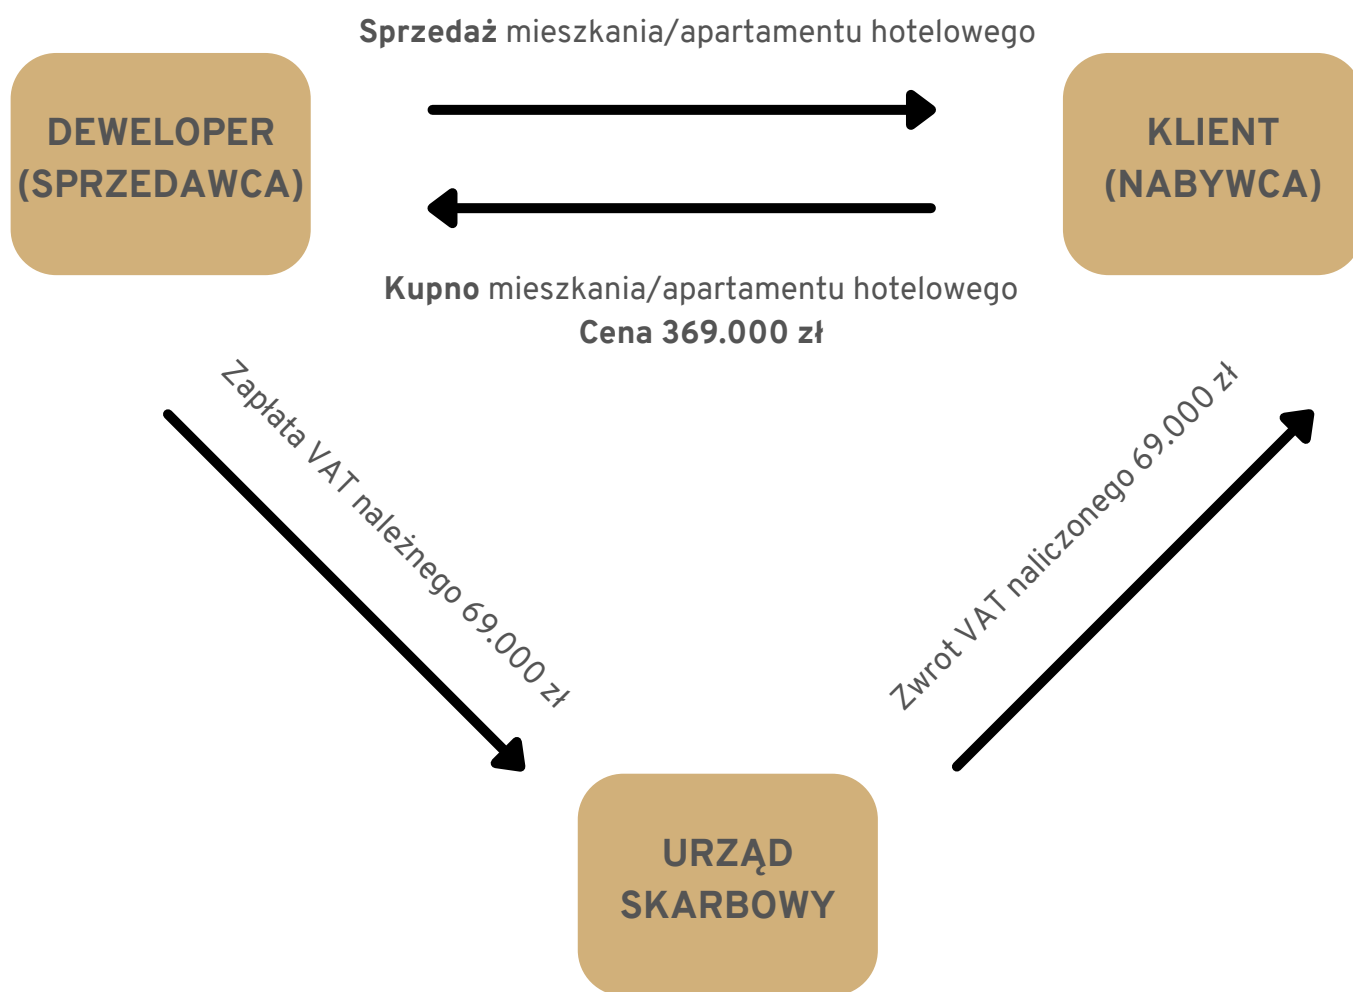 Sprzedaż mieszkania/apartamentu hotelowego
DEWELOPER
(SPRZEDAWCA)
KLIENT
(NABYWCA)
Kupno mieszkania/apartamentu hotelowego
Cena 369.000 zł
Zapłata VAT należnego 69.000 zł
Zwrot VAT naliczonego 69.000 zł
URZĄD
SKARBOWY